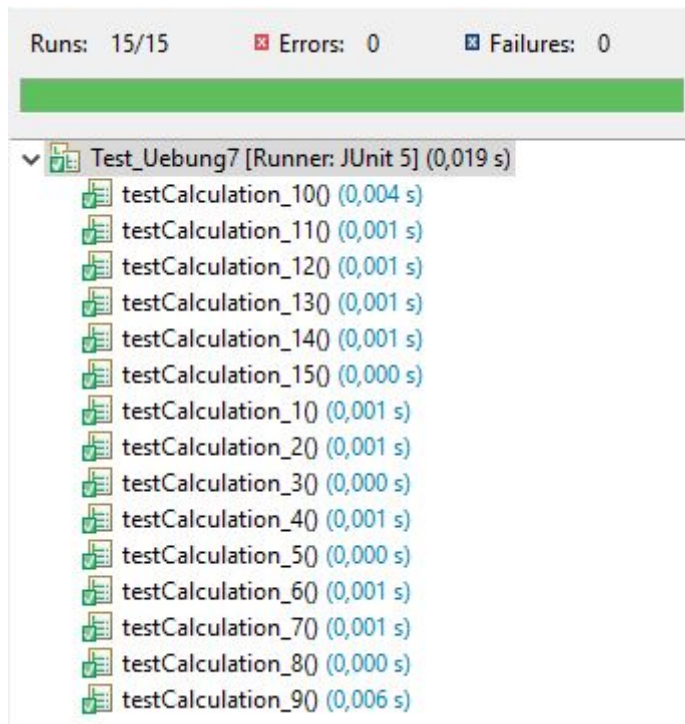 Runs: 15/15 Errors: 0 Failures: 0
Test_Uebung7 [Runner: JUnit 5] (0,019 s)
testCalculation_10() (0,004 s)
testCalculation_11() (0,001 s)
testCalculation_12() (0,001 s)
testCalculation_13() (0,001 s)
testCalculation_14() (0,001 s)
testCalculation_15() (0,000 s)
testCalculation_1() (0,001 s)
testCalculation_2() (0,001 s)
testCalculation_3() (0,000 s)
testCalculation_4() (0,001 s)
testCalculation_5() (0,000 s)
testCalculation_6() (0,001 s)
testCalculation_7() (0,001 s)
testCalculation_8() (0,000 s)
testCalculation_9() (0,006 s)